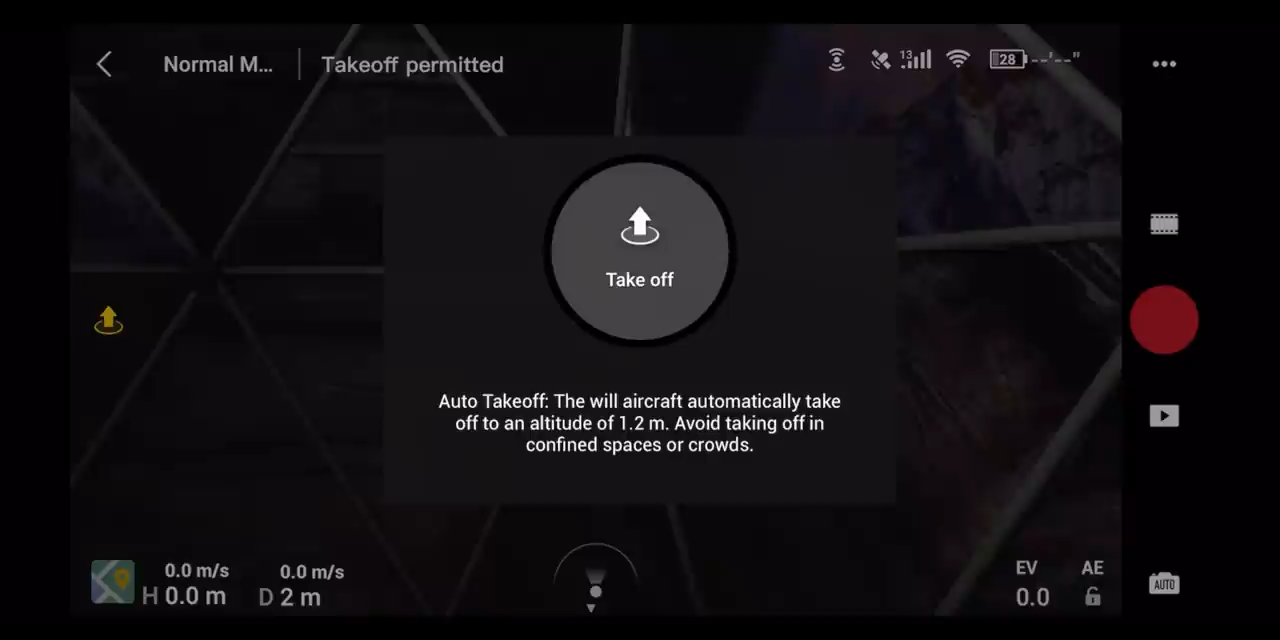 Normal M...
Takeoff permitted
13
28
--'--"
Take off
Auto Takeoff: The will aircraft automatically take
off to an altitude of 1.2 m. Avoid taking off in
confined spaces or crowds.
0.0 m/s 0.0 m/s
H 0.0 m D 2 m
EV AE
0.0
AUTO